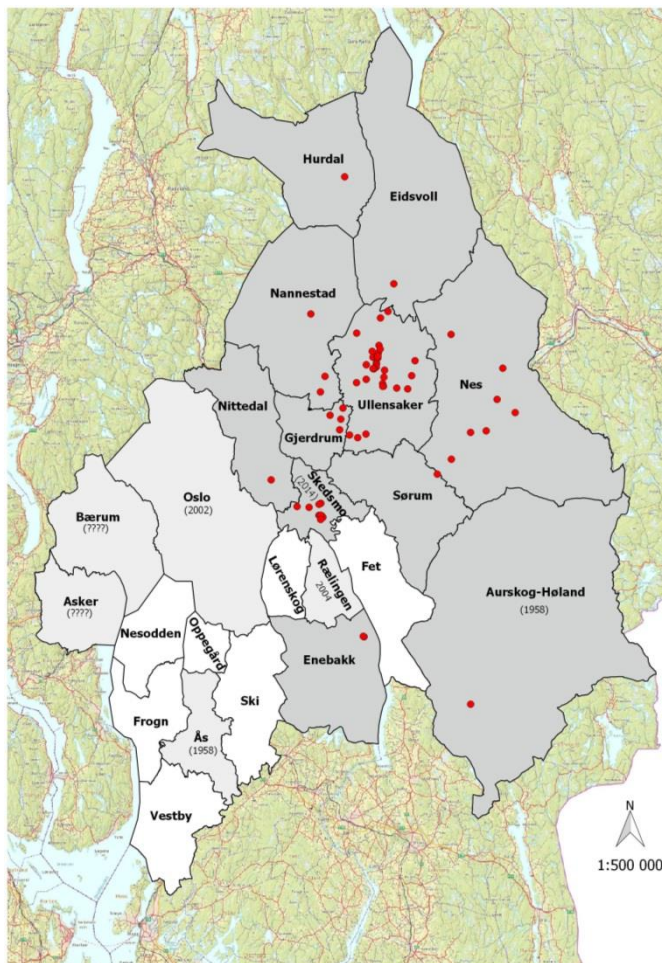 Hurdal
Eidsvoll
Nannestad
Nes
Nittedal
Ullensaker
Gjerdrum
Skedsmo
(2014)
Sørum
Oslo
(2002)
Bærum
(????)
Fet
Lørenskog
Rælingen
2004
Aurskog-Høland
(1958)
Asker
(????)
Nesodden
Oppegård
Enebakk
Ski
Frogn
Ås
(1958)
Vestby
N
1:500 000